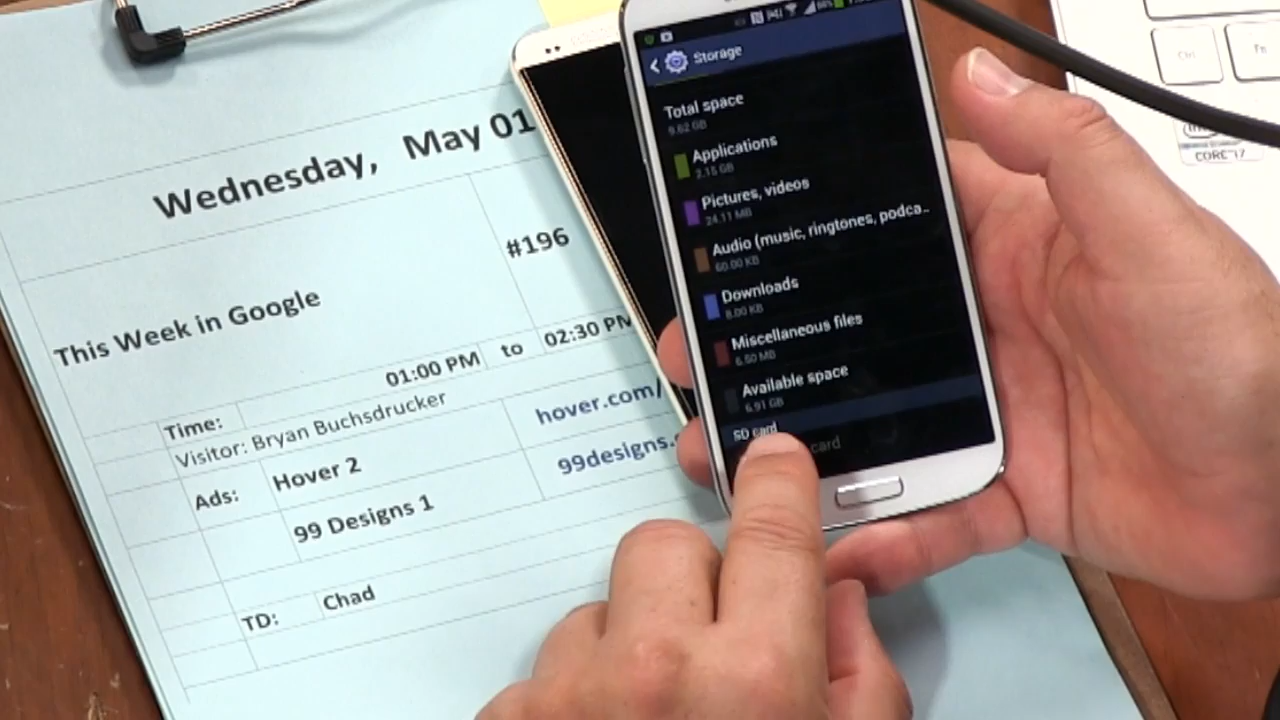 Wednesday, May 01
This Week in Google
#196
01:00 PM to 02:30 PM
Time:
Visitor: Bryan Buchsdrucker
Ads:
Hover 2
hover.com/
99 Designs 1
99designs.
TD:
Chad
Storage
Total space
9.62 GB
Applications
2.15 GB
Pictures, videos
24.11 MB
Audio (music, ringtones, podca..
60.00 KB
Downloads
8.00 KB
Miscellaneous files
6.50 MB
Available space
6.91 GB
SD card
card
Ctrl
Fn
CORE i7